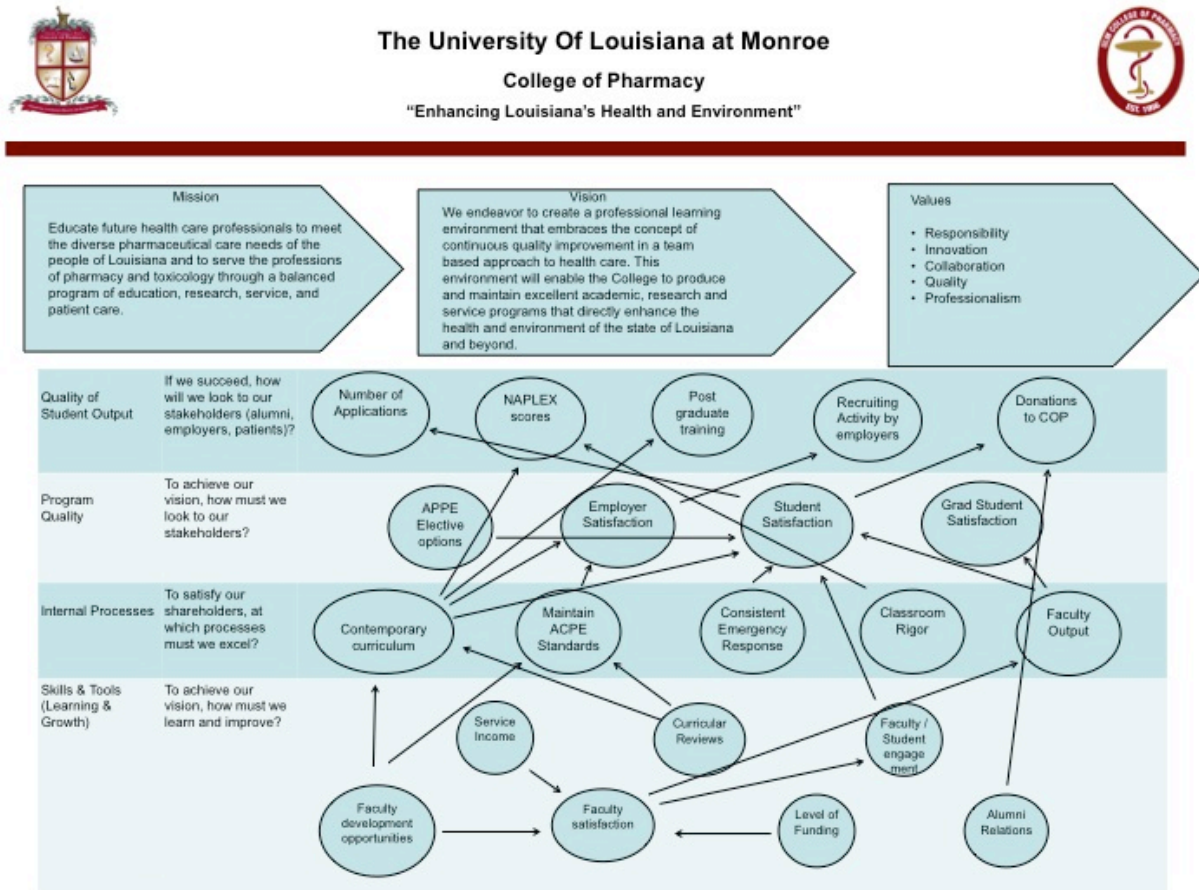 The University Of Louisiana at Monroe
College of Pharmacy
“Enhancing Louisiana’s Health and Environment”
ULM COLLEGE OF PHARMACY
EST. 1956
Mission
Educate future health care professionals to meet
the diverse pharmaceutical care needs of the
people of Louisiana and to serve the professions
of pharmacy and toxicology through a balanced
program of education, research, service, and
patient care.
Vision
We endeavor to create a professional learning
environment that embraces the concept of
continuous quality improvement in a team
based approach to health care. This
environment will enable the College to produce
and maintain excellent academic, research and
service programs that directly enhance the
health and environment of the state of Louisiana
and beyond.
Values
• Responsibility
• Innovation
• Collaboration
• Quality
• Professionalism
Quality of
Student Output
If we succeed, how
will we look to our
stakeholders (alumni,
employers, patients)?
Number of
Applications
NAPLEX
scores
Post
graduate
training
Recruiting
Activity by
employers
Donations
to COP
Program
Quality
To achieve our
vision, how must we
look to our
stakeholders?
APPE
Elective
options
Employer
Satisfaction
Student
Satisfaction
Grad Student
Satisfaction
Internal Processes
To satisfy our
shareholders, at
which processes
must we excel?
Contemporary
curriculum
Maintain
ACPE
Standards
Consistent
Emergency
Response
Classroom
Rigor
Faculty
Output
Skills & Tools
(Learning &
Growth)
To achieve our
vision, how must we
learn and improve?
Service
Income
Curricular
Reviews
Faculty /
Student
engage
ment
Faculty
development
opportunities
Faculty
satisfaction
Level of
Funding
Alumni
Relations